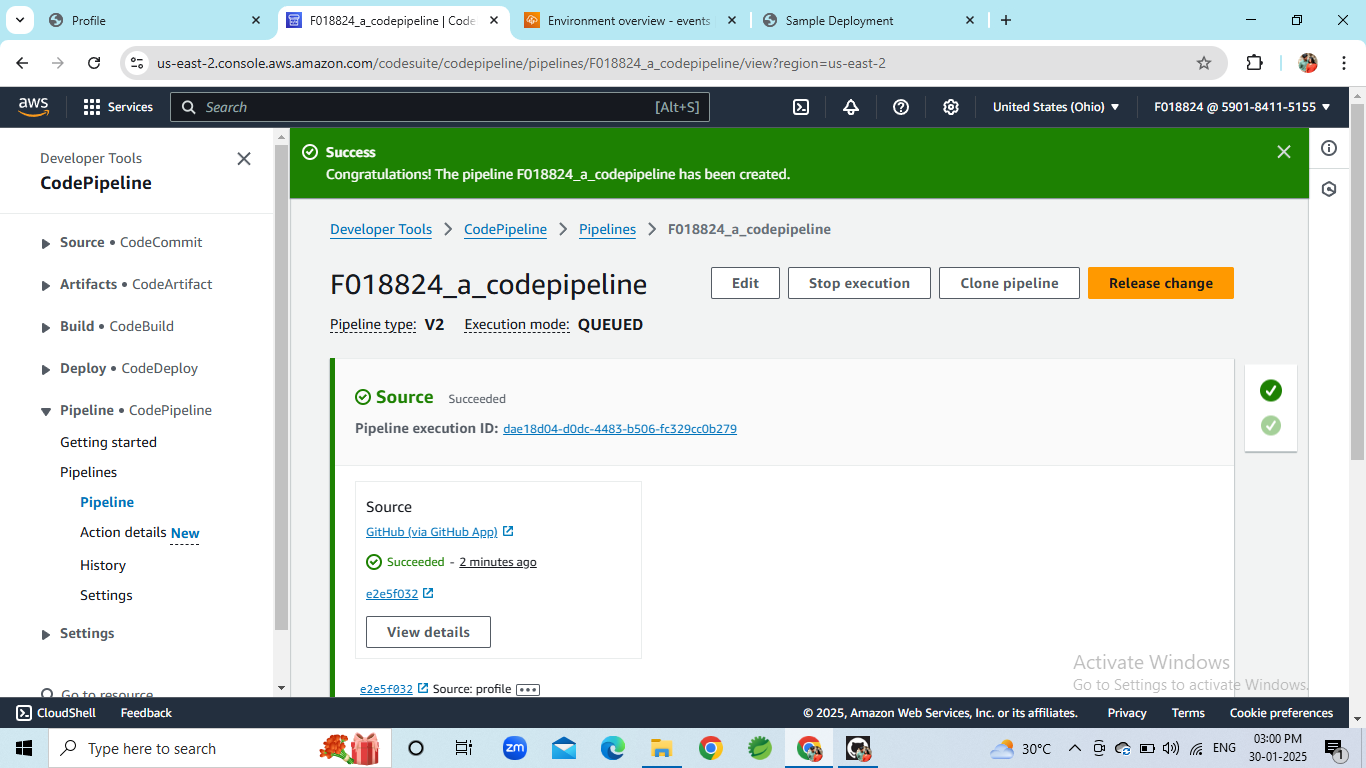 Profile
F018824_a_codepipeline | Code
Environment overview - events
Sample Deployment
us-east-2.console.aws.amazon.com/codesuite/codepipeline/pipelines/F018824_a_codepipeline/view?region=us-east-2
aws
Services
Search
[Alt+S]
United States (Ohio)
F018824 @ 5901-8411-5155
Developer Tools
CodePipeline
Source • CodeCommit
Artifacts • CodeArtifact
Build • CodeBuild
Deploy • CodeDeploy
Pipeline • CodePipeline
Getting started
Pipelines
Pipeline
Action details New
History
Settings
Settings
Go to resource
Success
Congratulations! The pipeline F018824_a_codepipeline has been created.
Developer Tools > CodePipeline > Pipelines > F018824_a_codepipeline
F018824_a_codepipeline
Edit
Stop execution
Clone pipeline
Release change
Pipeline type: V2 Execution mode: QUEUED
Source Succeeded
Pipeline execution ID: dae18d04-d0dc-4483-b506-fc329cc0b279
Source
GitHub (via GitHub App)
Succeeded - 2 minutes ago
e2e5f032
View details
e2e5f032 Source: profile
Activate Windows
Go to Settings to activate Windows.
CloudShell
Feedback
© 2025, Amazon Web Services, Inc. or its affiliates.
Privacy
Terms
Cookie preferences
Type here to search
zm
30°C
ENG
03:00 PM
30-01-2025
1